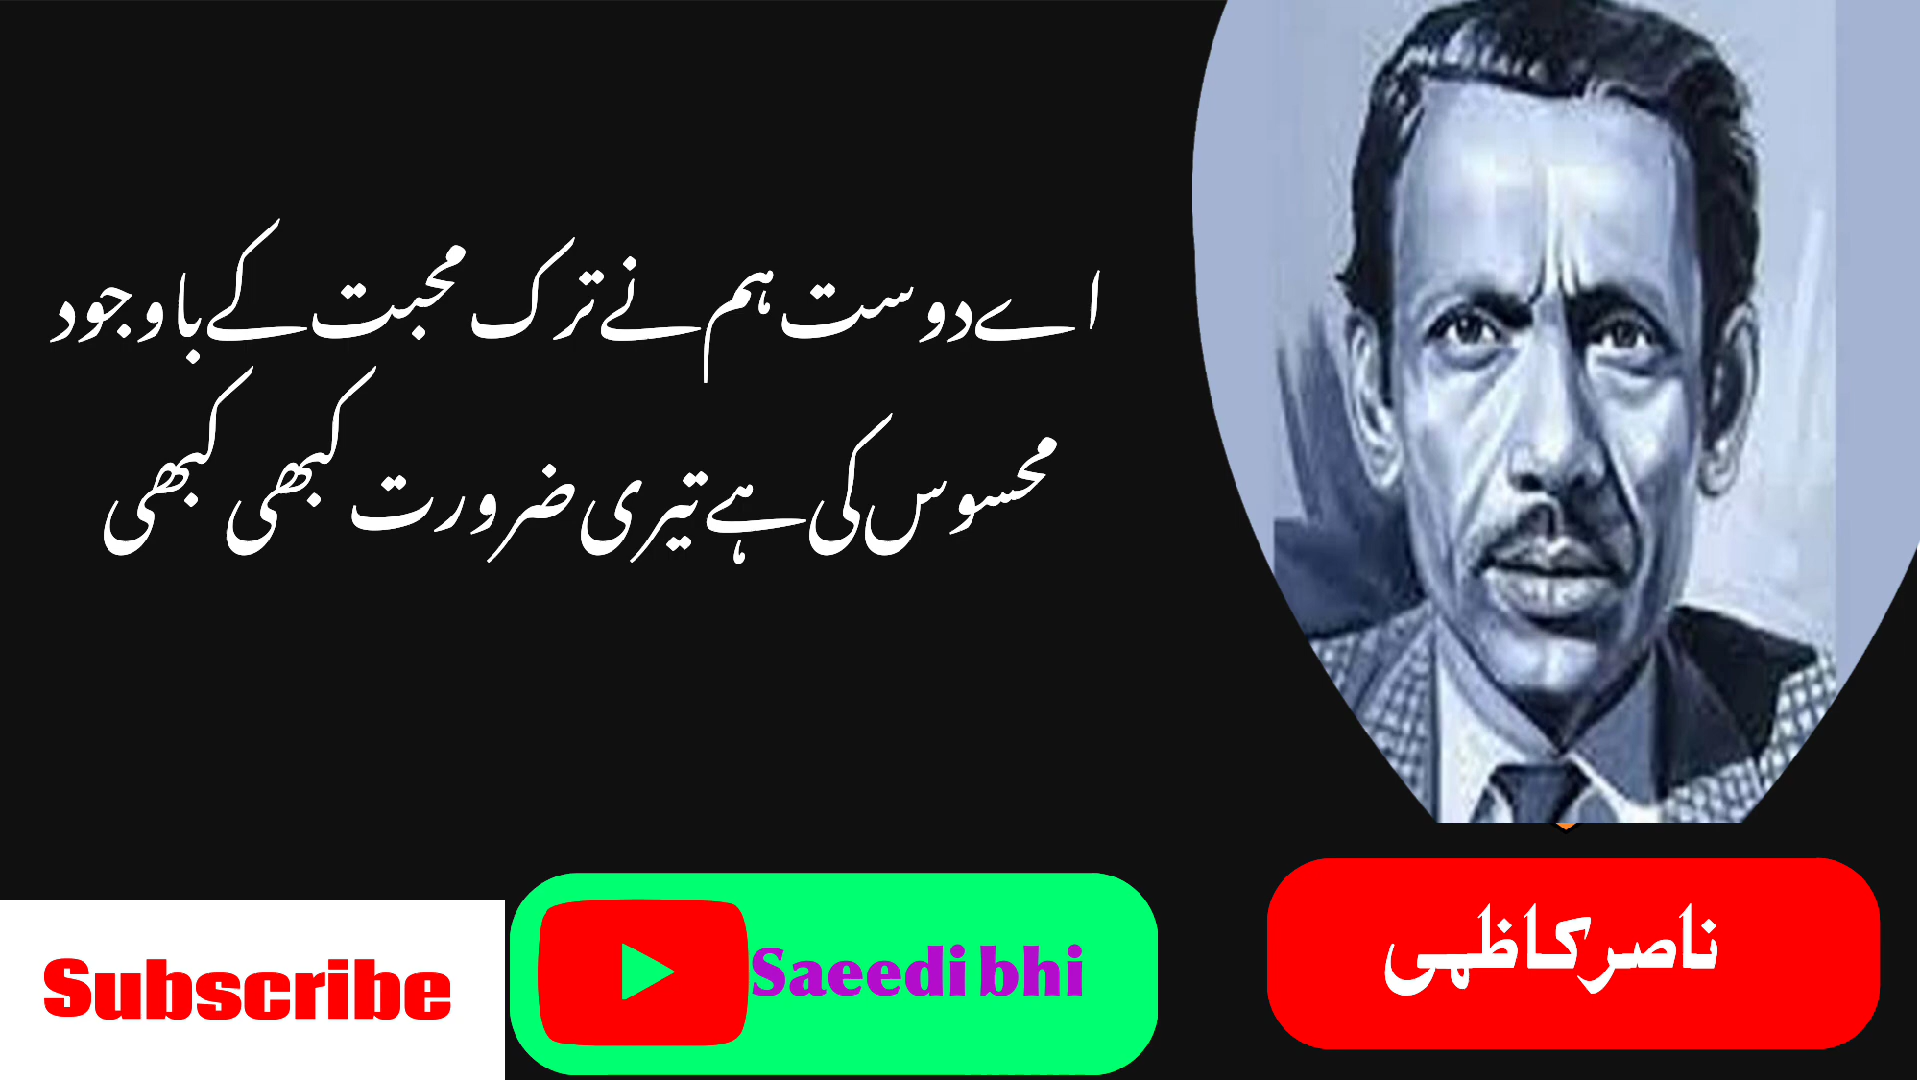 اے دوست ہم نے ترک محبت کے باوجود
محسوس کی ہے تیری ضرورت کبھی کبھی
ناصر کاظمی
Saeedi bhi
Subscribe